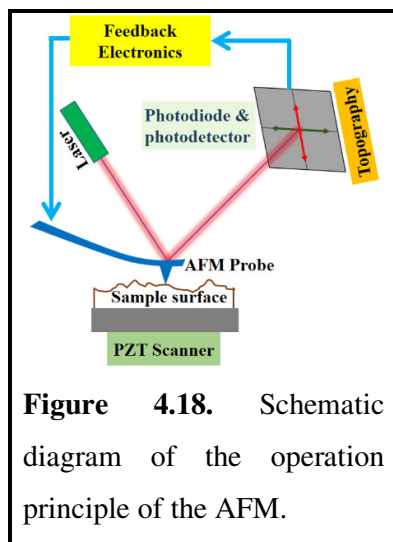 Feedback
Electronics
Photodiode &
photodetector
Topography
Laser
AFM Probe
Sample surface
PZT Scanner
Figure 4.18. Schematic
diagram of the operation
principle of the AFM.